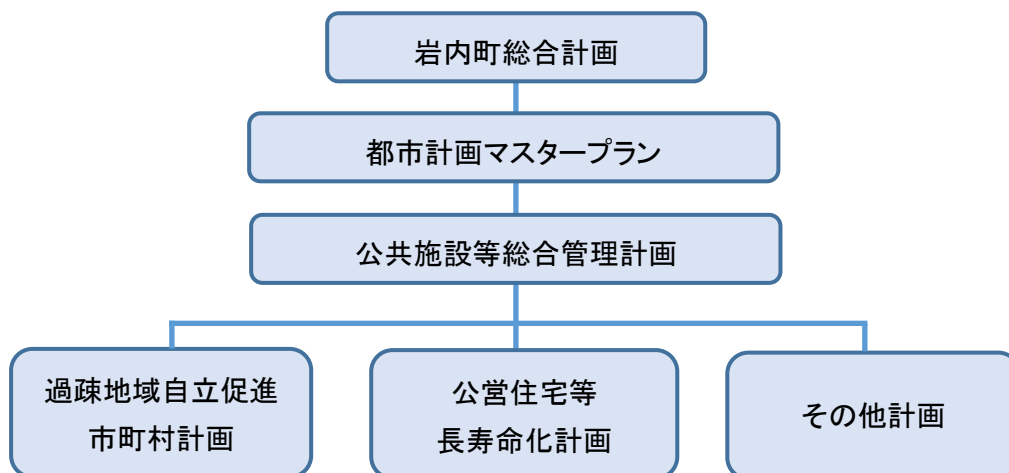 岩内町総合計画
都市計画マスタープラン
公共施設等総合管理計画
過疎地域自立促進
市町村計画
公営住宅等
長寿命化計画
その他計画